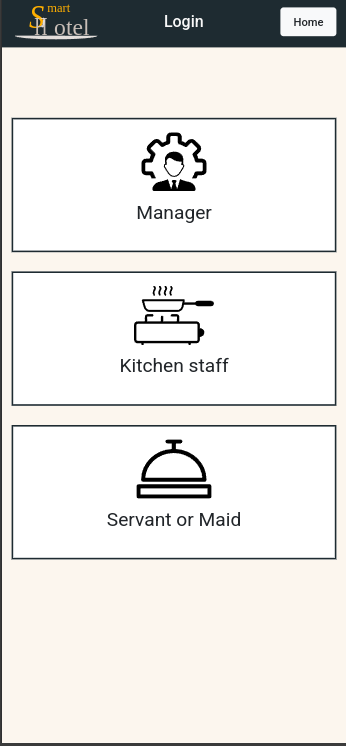 Smart
Hotel
Login
Home
Manager
Kitchen staff
Servant or Maid